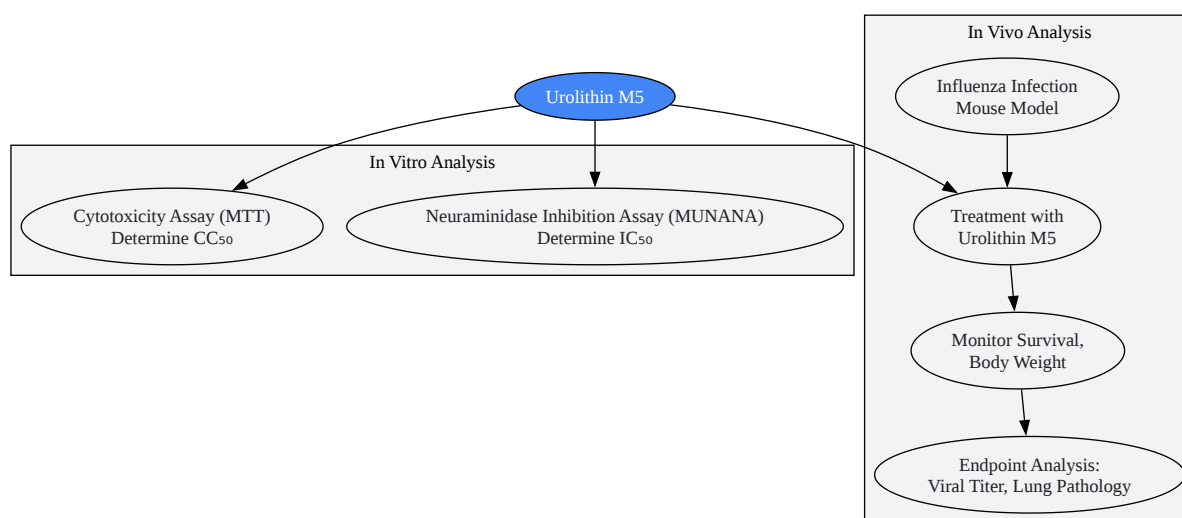 In Vivo Analysis
Influenza Infection
Mouse Model
Urolithin M5
In Vitro Analysis
Cytotoxicity Assay (MTT)
Determine CC₅₀
Neuraminidase Inhibition Assay (MUNANA)
Determine IC₅₀
Treatment with
Urolithin M5
Monitor Survival,
Body Weight
Endpoint Analysis:
Viral Titer, Lung Pathology